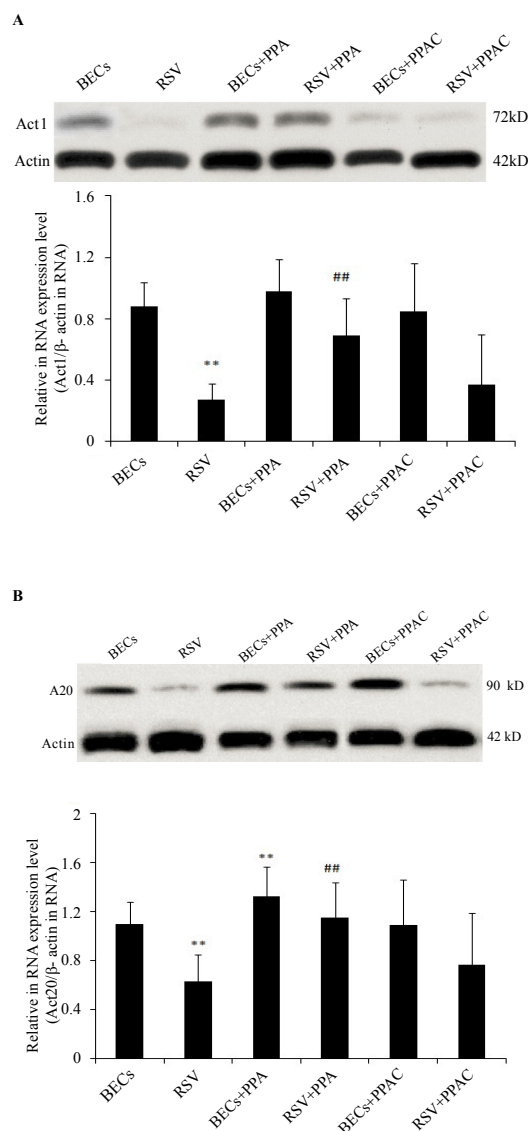 A
BECs RSV BECs+PPA RSV+PPA BECs+PPAC RSV+PPAC
Act1 72kD
Actin 42kD
Relative in RNA expression level
(Act1/β- actin in RNA)
1.6
1.2
0.8
0.4
0
**
##
BECs RSV BECs+PPA RSV+PPA BECs+PPAC RSV+PPAC
B
BECs RSV BECs+PPA RSV+PPA BECs+PPAC RSV+PPAC
A20 90 kD
Actin 42 kD
Relative in RNA expression level
(Act20/β- actin in RNA)
2
1.6
1.2
0.8
0.4
0
**
**
##
BECs RSV BECs+PPA RSV+PPA BECs+PPAC RSV+PPAC